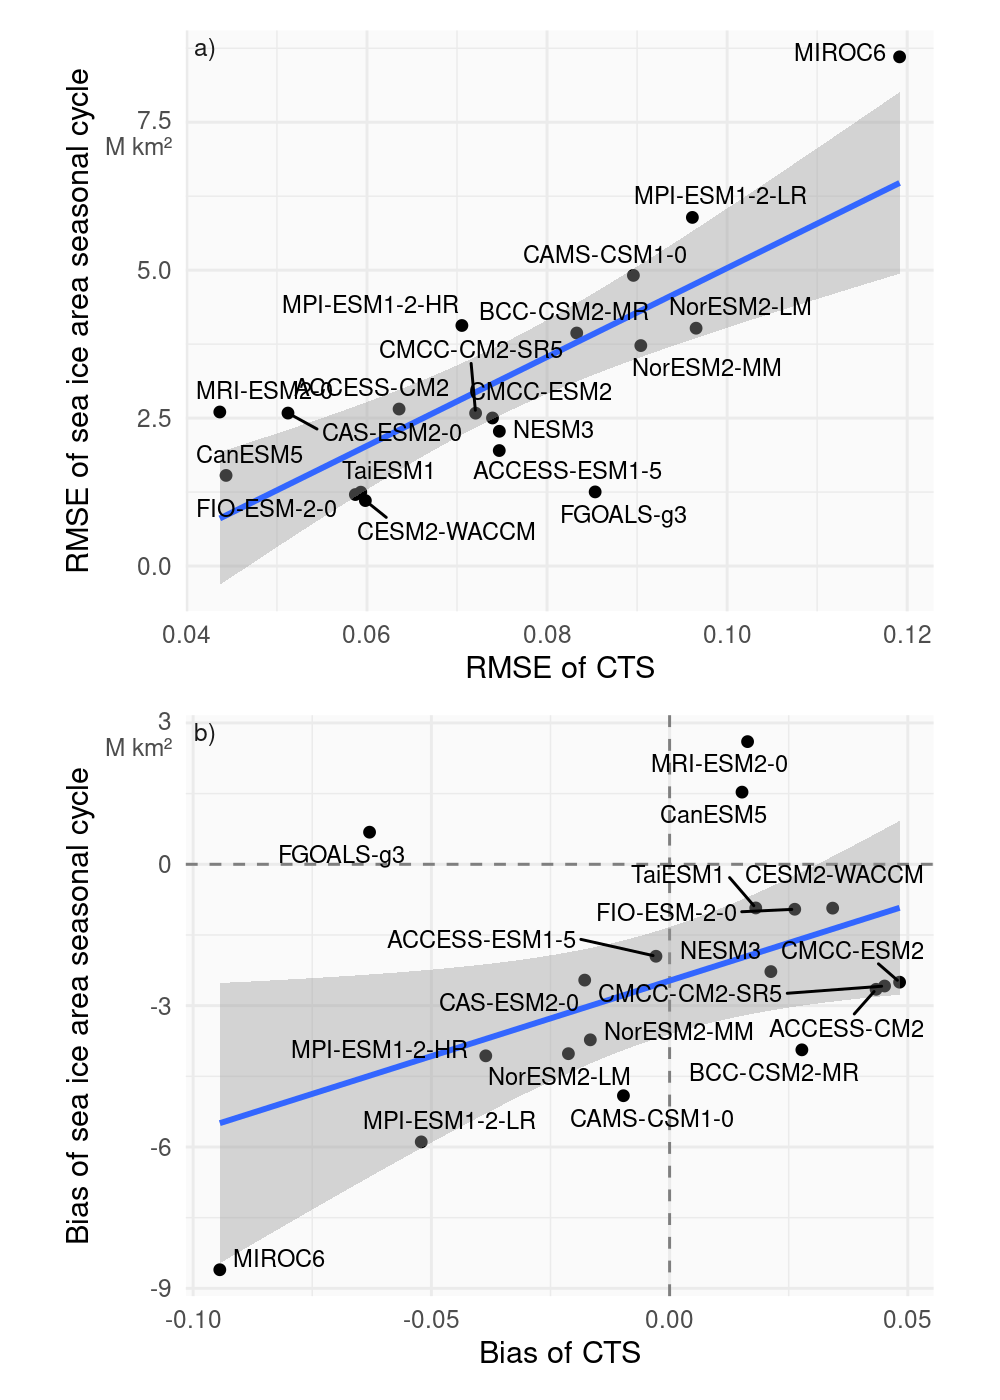 a)
MIROC6
7.5
M km²
MPI-ESM1-2-LR
CAMS-CSM1-0
5.0
MPI-ESM1-2-HR
BCC-CSM2-MR
NorESM2-LM
CMCC-CM2-SR5
NorESM2-MM
MRI-ESM2-0
ACCESS-CM2
CMCC-ESM2
2.5
CAS-ESM2-0
NESM3
CanESM5
TaiESM1
ACCESS-ESM1-5
FIO-ESM-2-0
FGOALS-g3
CESM2-WACCM
0.0
RMSE of sea ice area seasonal cycle
0.04
0.06
0.08
0.10
0.12
RMSE of CTS
3
M km²
b)
MRI-ESM2-0
CanESM5
FGOALS-g3
0
TaiESM1
CESM2-WACCM
FIO-ESM-2-0
ACCESS-ESM1-5
NESM3
CMCC-ESM2
CAS-ESM2-0
CMCC-CM2-SR5
-3
NorESM2-MM
ACCESS-CM2
MPI-ESM1-2-HR
NorESM2-LM
BCC-CSM2-MR
MPI-ESM1-2-LR
CAMS-CSM1-0
-6
MIROC6
-9
Bias of sea ice area seasonal cycle
-0.10
-0.05
0.00
0.05
Bias of CTS